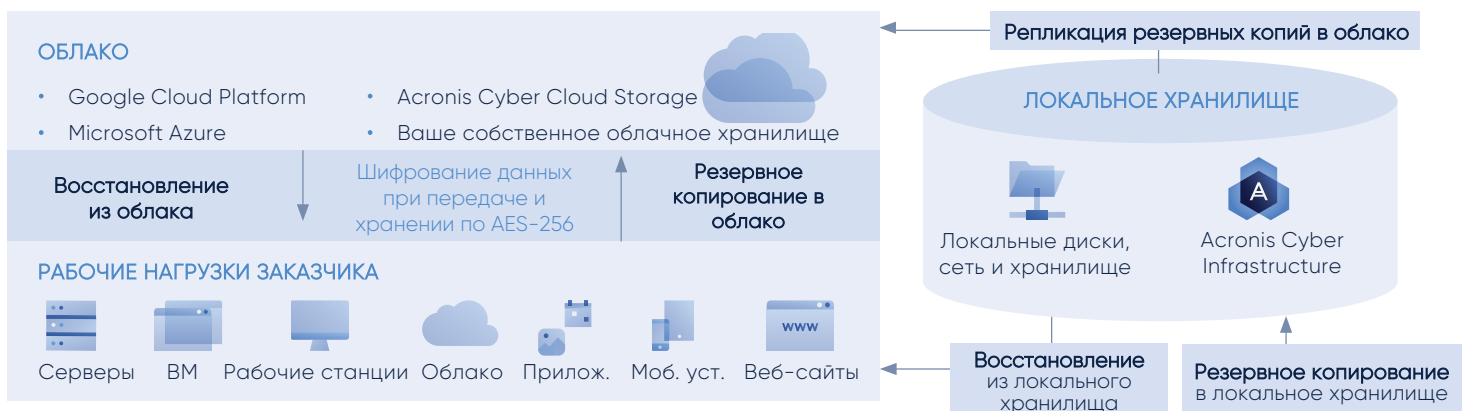 ОБЛАКО
• Google Cloud Platform
• Microsoft Azure
• Acronis Cyber Cloud Storage
• Ваше собственное облачное хранилище
Восстановление
из облака
Шифрование данных
при передаче и
хранении по AES-256
Резервное
копирование в
облако
РАБОЧИЕ НАГРУЗКИ ЗАКАЗЧИКА
www
Серверы
ВМ
Рабочие станции
Облако
Прилож.
Моб. уст.
Веб-сайты
Репликация резервных копий в облако
ЛОКАЛЬНОЕ ХРАНИЛИЩЕ
A
Локальные диски,
сеть и хранилище
Acronis Cyber
Infrastructure
Восстановление
из локального
хранилища
Резервное копирование
в локальное хранилище